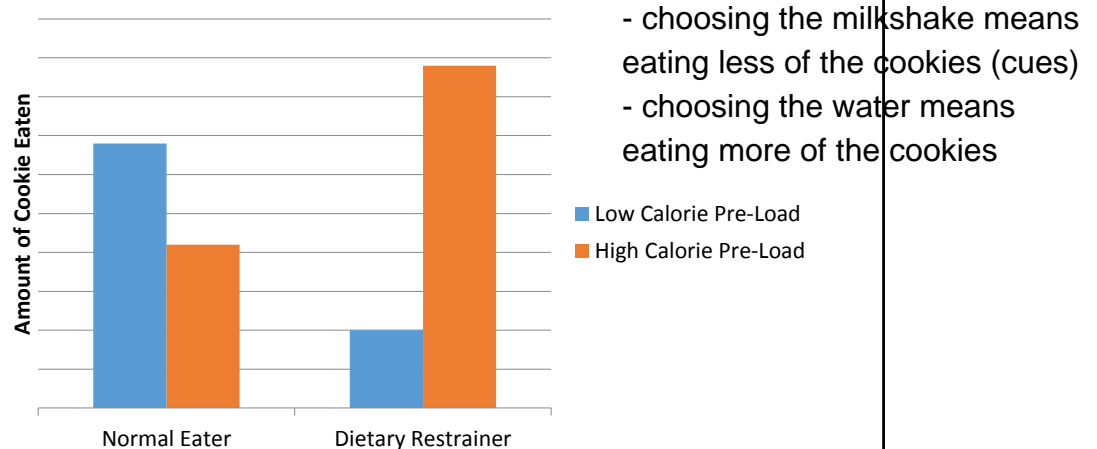 - choosing the milkshake means
eating less of the cookies (cues)
- choosing the water means
eating more of the cookies
Amount of Cookie Eaten
Low Calorie Pre-Load
High Calorie Pre-Load
Normal Eater
Dietary Restrainer